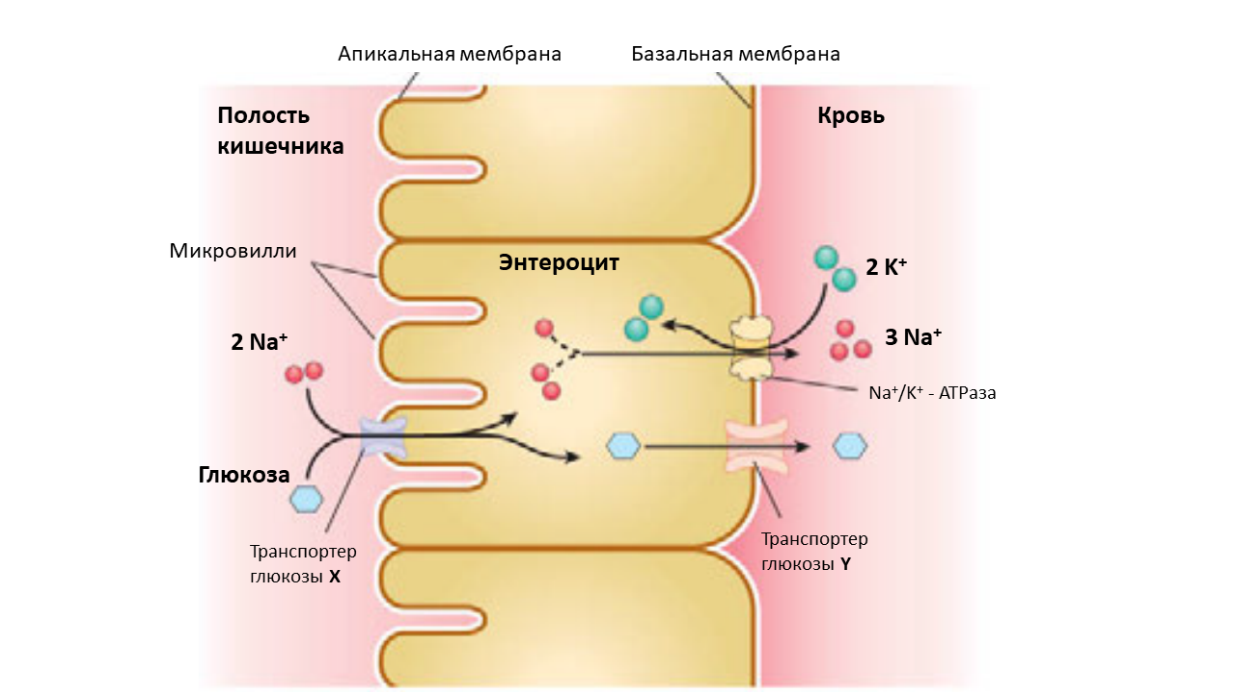 Апикальная мембрана
Базальная мембрана
Полость
кишечника
Кровь
Микровилли
Энтероцит
2 K⁺
2 Na⁺
3 Na⁺
Na⁺/K⁺ - АТРаза
Глюкоза
Транспортер
глюкозы Y
Транспортер
глюкозы X